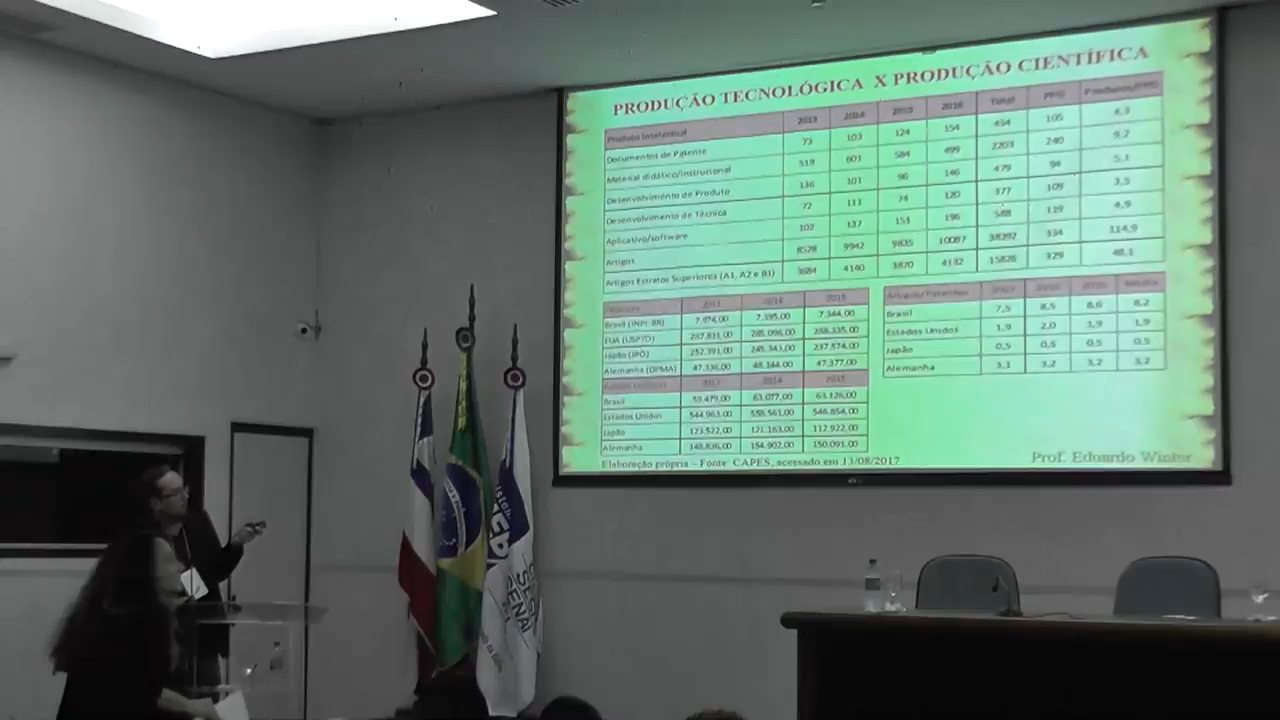 PRODUÇÃO TECNOLÓGICA X PRODUÇÃO CIENTÍFICA
Produto Intelectual 2013 2014 2015 2016 Total PPG
Documentos de Patente 73 103 124 154 454 105 4,3
Material didático/instrucional 519 601 584 499 2203 240 9,2
Desenvolvimento de Produto 136 101 96 146 479 94 5,1
Desenvolvimento de Técnica 72 111 74 120 377 109 3,5
Aplicativo/software 102 137 153 196 588 119 4,9
Artigos 8528 9942 9835 10087 38392 334 114,9
Artigos Estratos Superiores (A1, A2 e B1) 3684 4140 3870 4132 15826 329 48,1
2013 2014 2015
Brasil (INPI-BR) 7.974,00 7.395,00 7.344,00
EUA (USPTO) 287.831,00 285.096,00 288.335,00
Japão (JPO) 252.391,00 245.343,00 237.574,00
Alemanha (DPMA) 47.336,00 48.144,00 47.377,00
2013 2014 2015
Brasil 59.479,00 63.077,00 63.126,00
Estados Unidos 544.963,00 558.561,00 546.854,00
Japão 123.522,00 121.163,00 112.922,00
Alemanha 148.836,00 154.902,00 150.091,00
Brasil 7,5 8,5 8,6 8,2
Estados Unidos 1,9 2,0 1,9 1,9
Japão 0,5 0,5 0,5 0,5
Alemanha 3,1 3,2 3,2 3,2
Elaboração própria – Fonte: CAPES, acessado em 13/08/2017
Prof. Eduardo Winter
SESI
SENAI
IEL